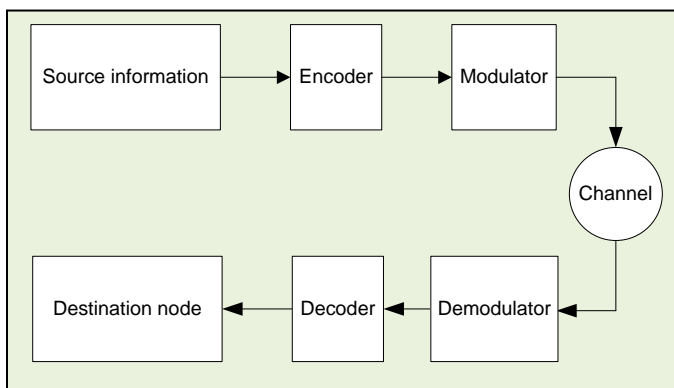 Source information
Encoder
Modulator
Channel
Demodulator
Decoder
Destination node